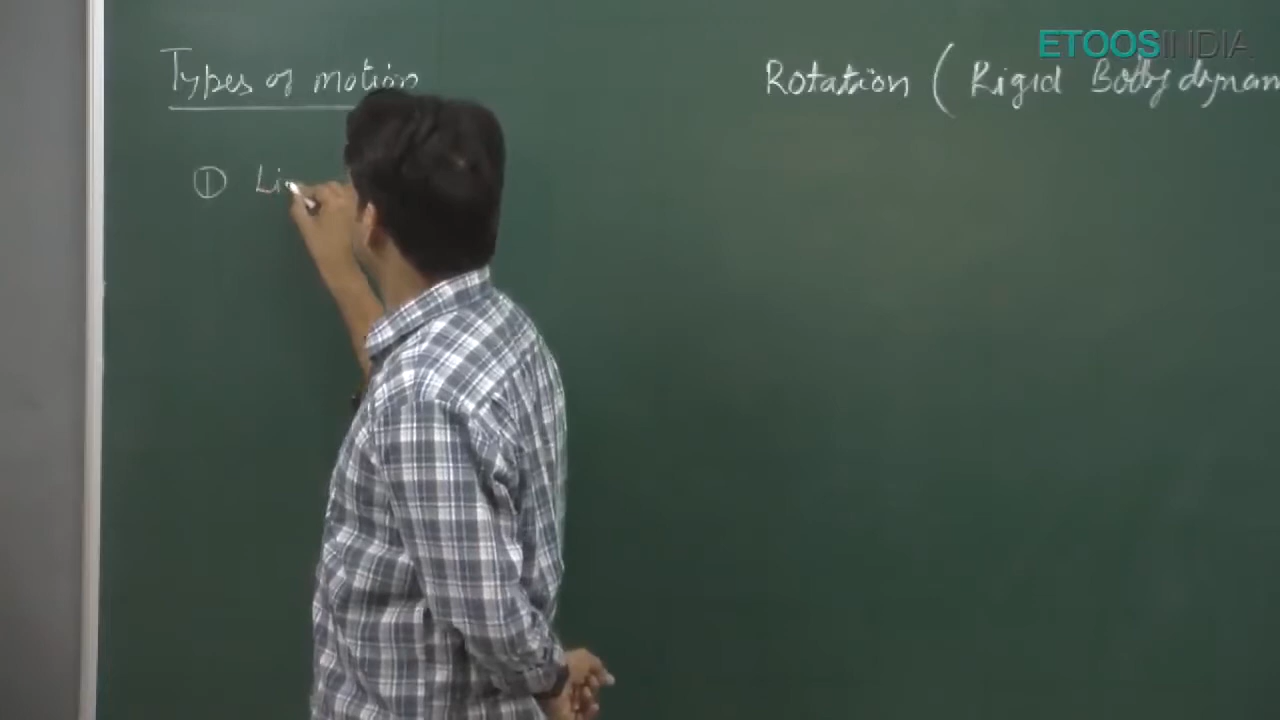 ETOOSINDIA
Types of motion
Rotation ( Rigid Body dynam
① Li